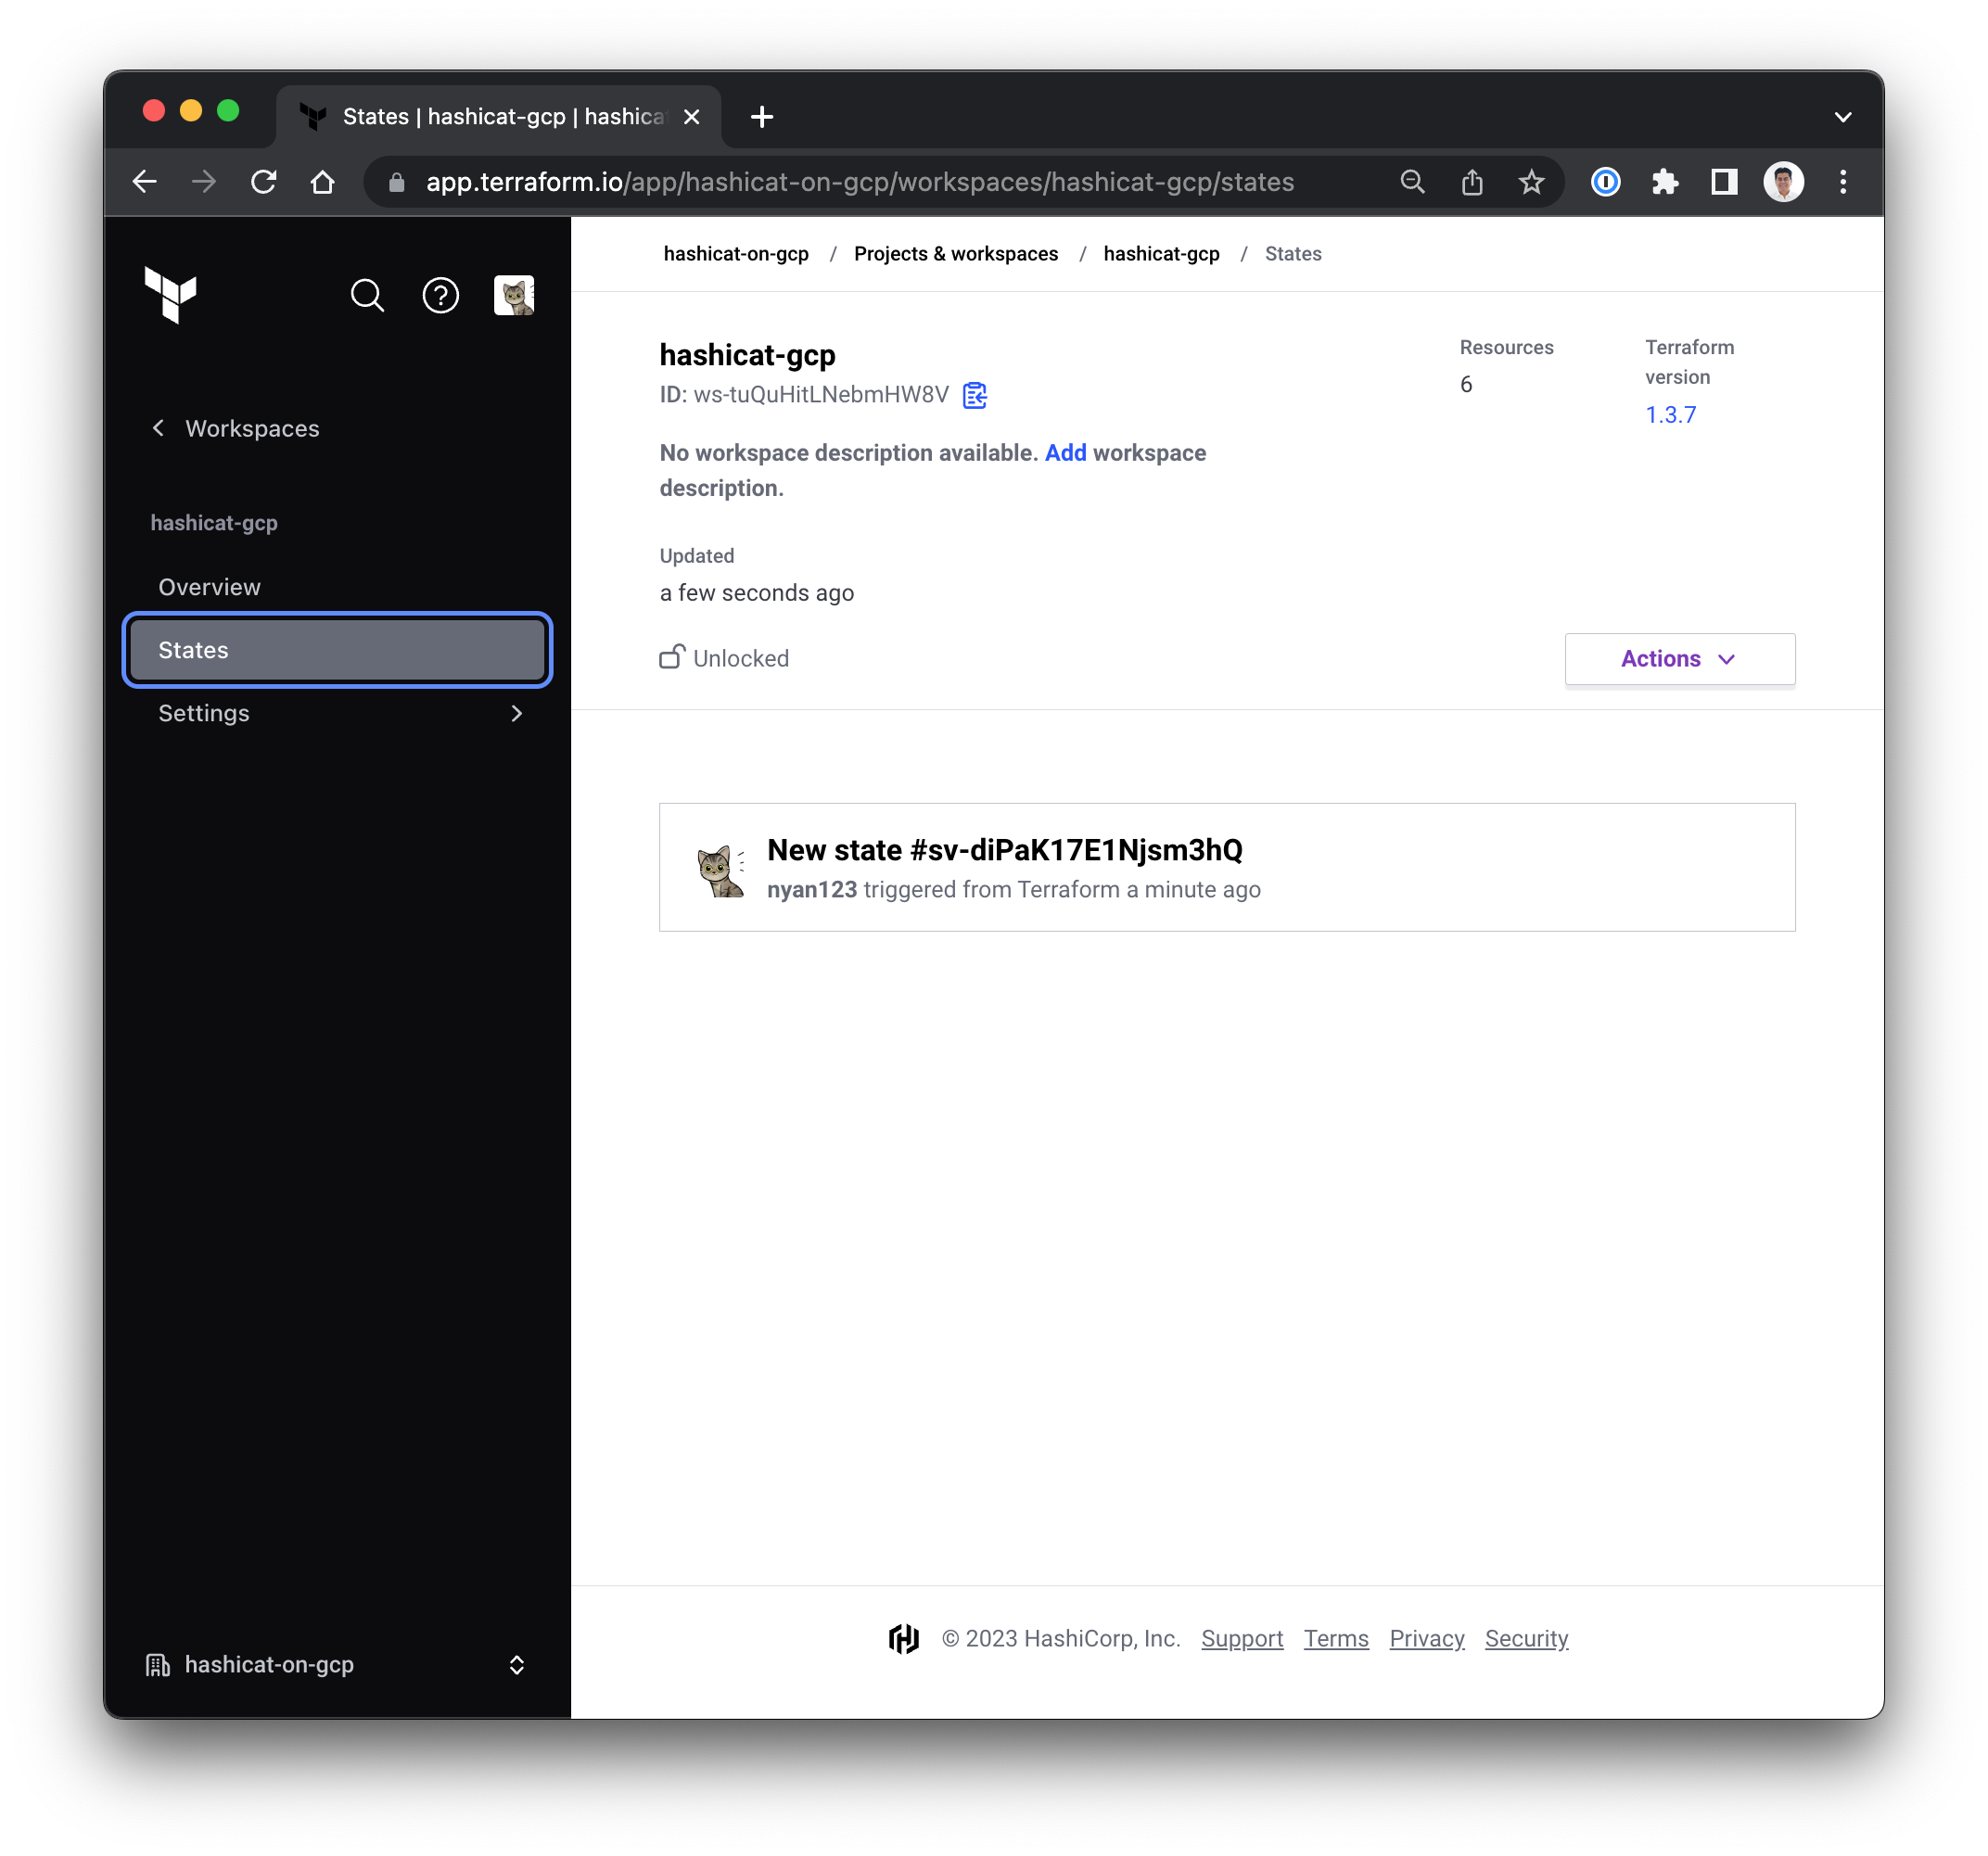 States | hashicat-gcp | hashica
app.terraform.io/app/hashicat-on-gcp/workspaces/hashicat-gcp/states
hashicat-on-gcp / Projects & workspaces / hashicat-gcp / States
Workspaces
hashicat-gcp
Overview
States
Settings
hashicat-on-gcp
hashicat-gcp
ID: ws-tuQuHitLNebmHW8V
No workspace description available. Add workspace
description.
Resources
6
Terraform
version
1.3.7
Updated
a few seconds ago
Unlocked
Actions
New state #sv-diPaK17E1Njsm3hQ
nyan123 triggered from Terraform a minute ago
© 2023 HashiCorp, Inc. Support Terms Privacy Security